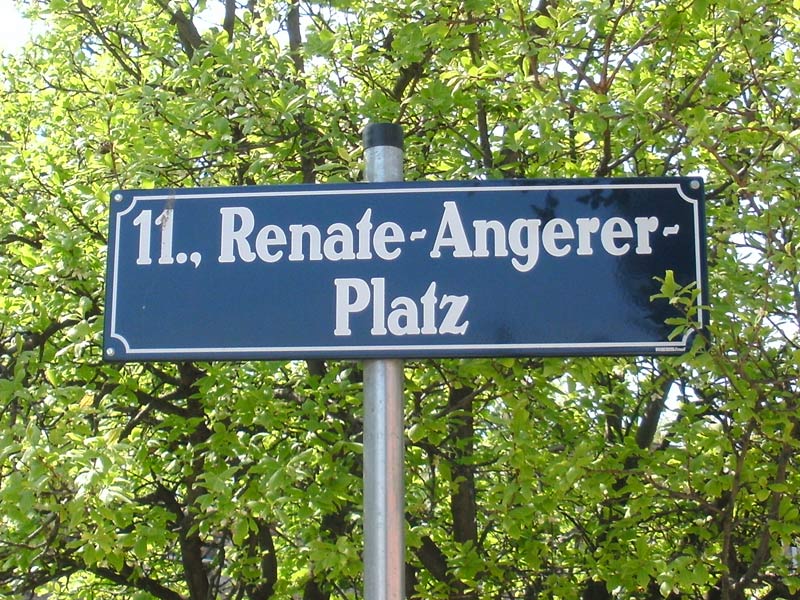 11., Renate-Angerer-
Platz